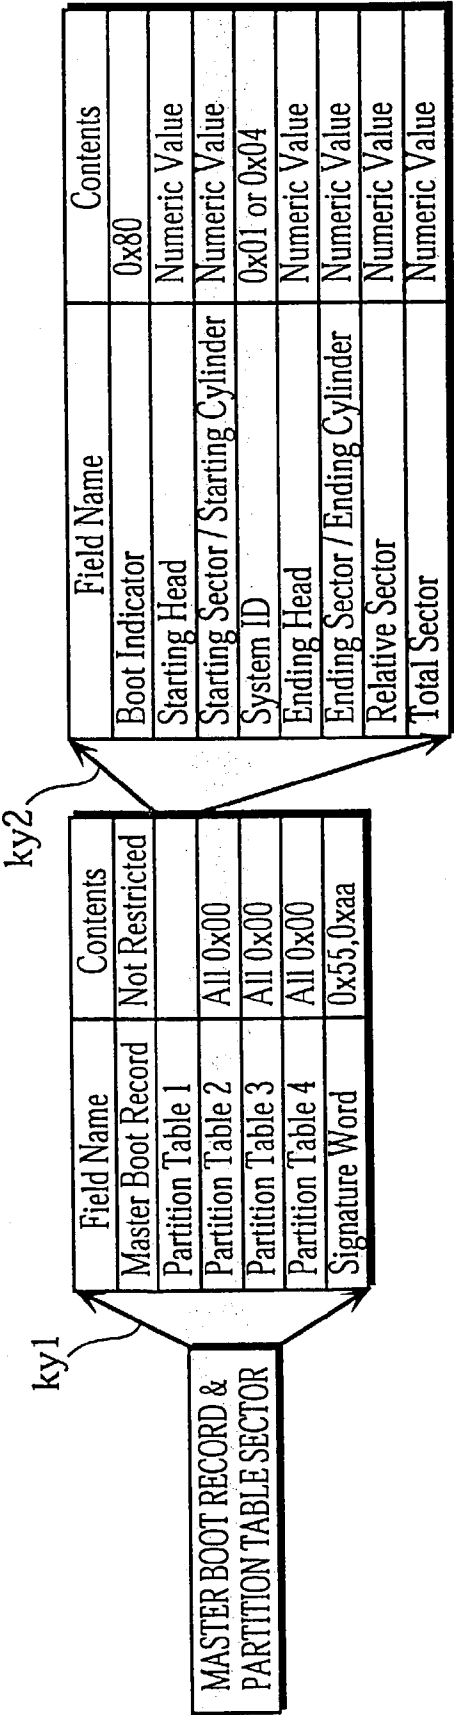 MASTER BOOT RECORD &
PARTITION TABLE SECTOR
ky1
Field Name Contents
Master Boot Record Not Restricted
Partition Table 1
Partition Table 2 All 0x00
Partition Table 3 All 0x00
Partition Table 4 All 0x00
Signature Word 0x55,0xaa
ky2
Field Name Contents
Boot Indicator 0x80
Starting Head Numeric Value
Starting Sector / Starting Cylinder Numeric Value
System ID 0x01 or 0x04
Ending Head Numeric Value
Ending Sector / Ending Cylinder Numeric Value
Relative Sector Numeric Value
Total Sector Numeric Value